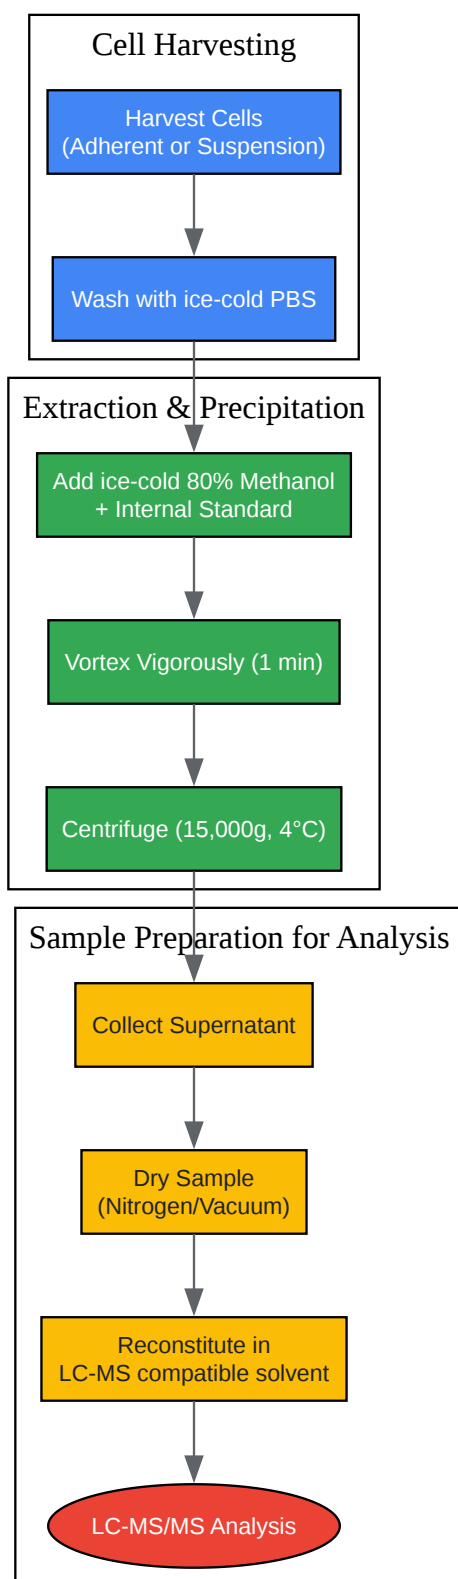 Cell Harvesting
Harvest Cells
(Adherent or Suspension)
Wash with ice-cold PBS
Extraction & Precipitation
Add ice-cold 80% Methanol
+ Internal Standard
Vortex Vigorously (1 min)
Centrifuge (15,000g, 4°C)
Sample Preparation for Analysis
Collect Supernatant
Dry Sample
(Nitrogen/Vacuum)
Reconstitute in
LC-MS compatible solvent
LC-MS/MS Analysis